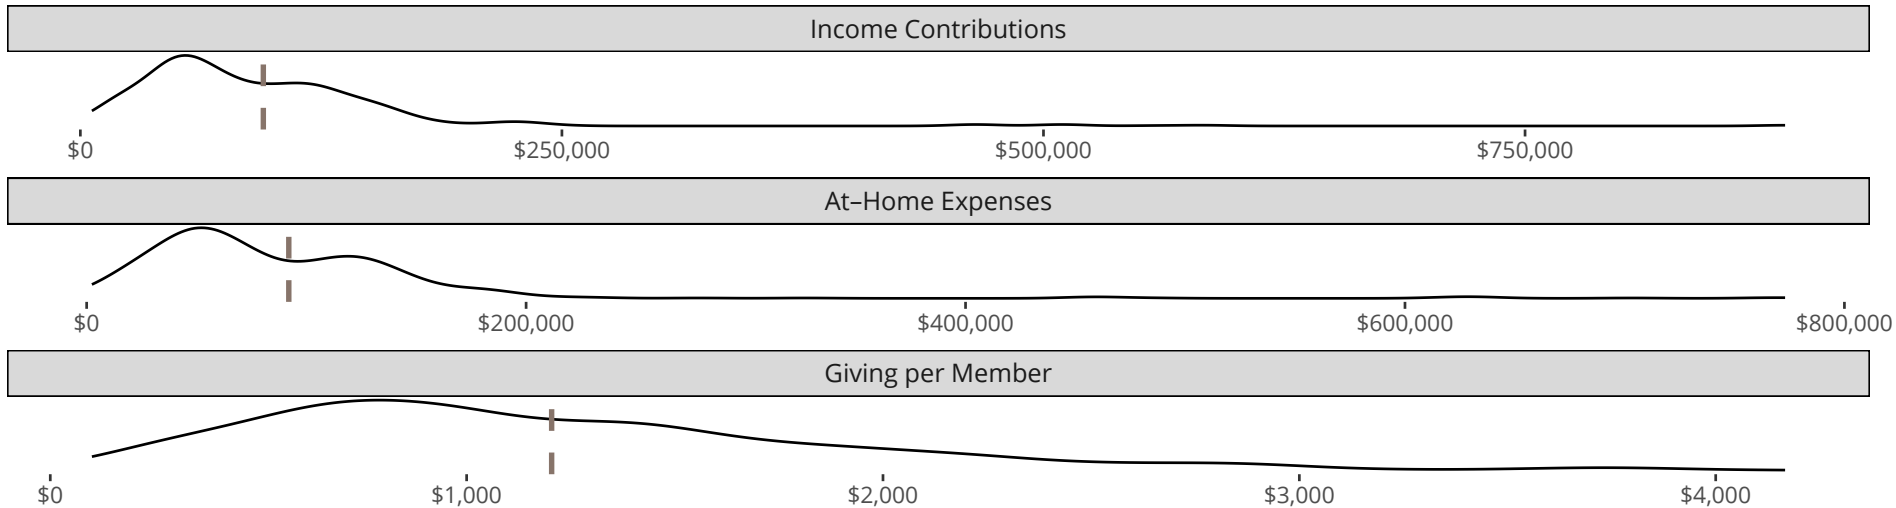 Income Contributions
$0 $250,000 $500,000 $750,000
At–Home Expenses
$0 $200,000 $400,000 $600,000 $800,000
Giving per Member
$0 $1,000 $2,000 $3,000 $4,000